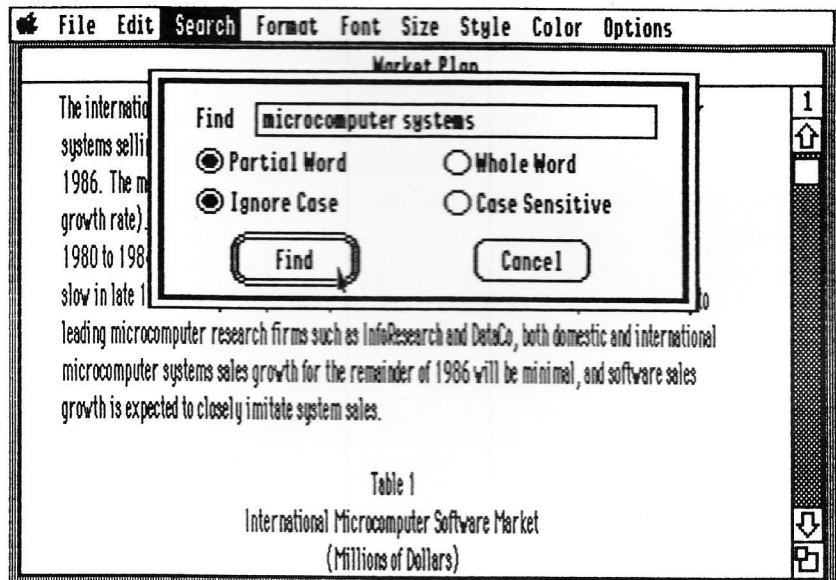 File Edit Search Format Font Size Style Color Options
Market Plan
The internatio
systems selli
1986. The m
growth rate).
1980 to 198
slow in late 1
to
leading microcomputer research firms such as InfoResearch and DataCo, both domestic and international
microcomputer systems sales growth for the remainder of 1986 will be minimal, and software sales
growth is expected to closely imitate system sales.
Table 1
International Microcomputer Software Market
(Millions of Dollars)
1
Find microcomputer systems
Partial Word Whole Word
Ignore Case Case Sensitive
Find Cancel